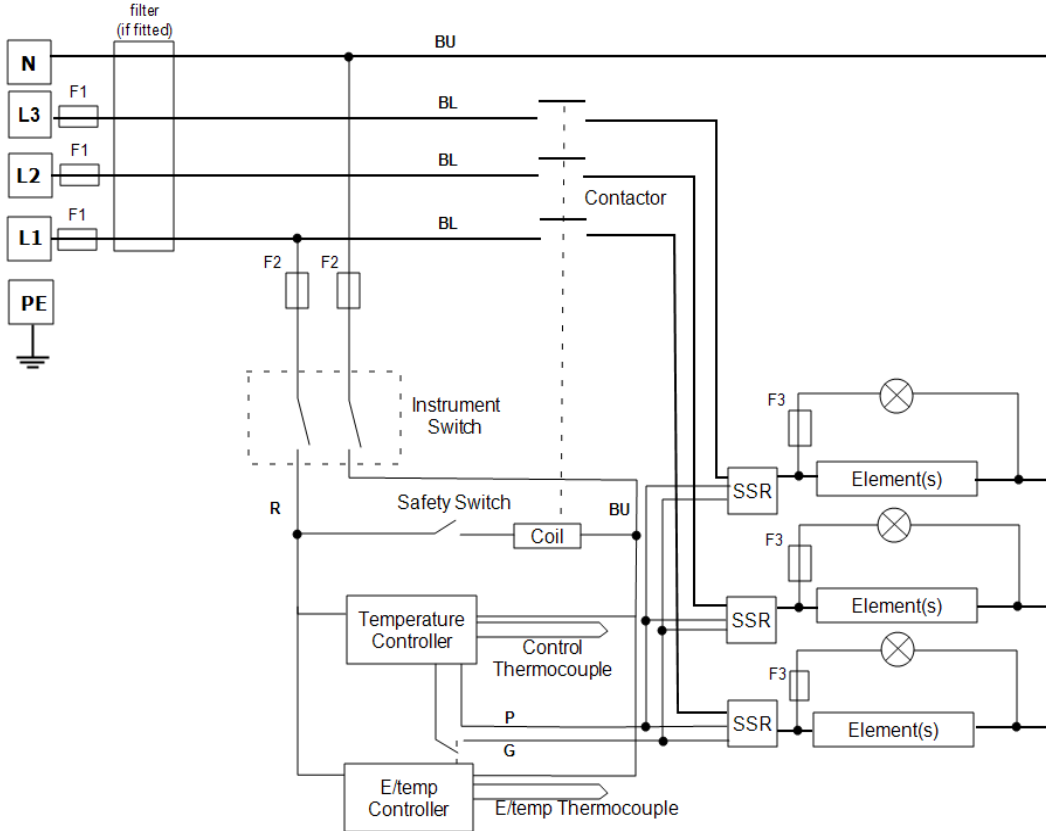 filter
(if fitted)
BU
N
F1
BL
L3
F1
BL
L2
Contactor
F1
BL
L1
F2
F2
PE
Instrument
Switch
F3
Element(s)
SSR
R
Safety Switch
BU
Coil
F3
Element(s)
SSR
Temperature
Controller
Control
Thermocouple
F3
P
SSR
Element(s)
G
E/temp
Controller
E/temp Thermocouple